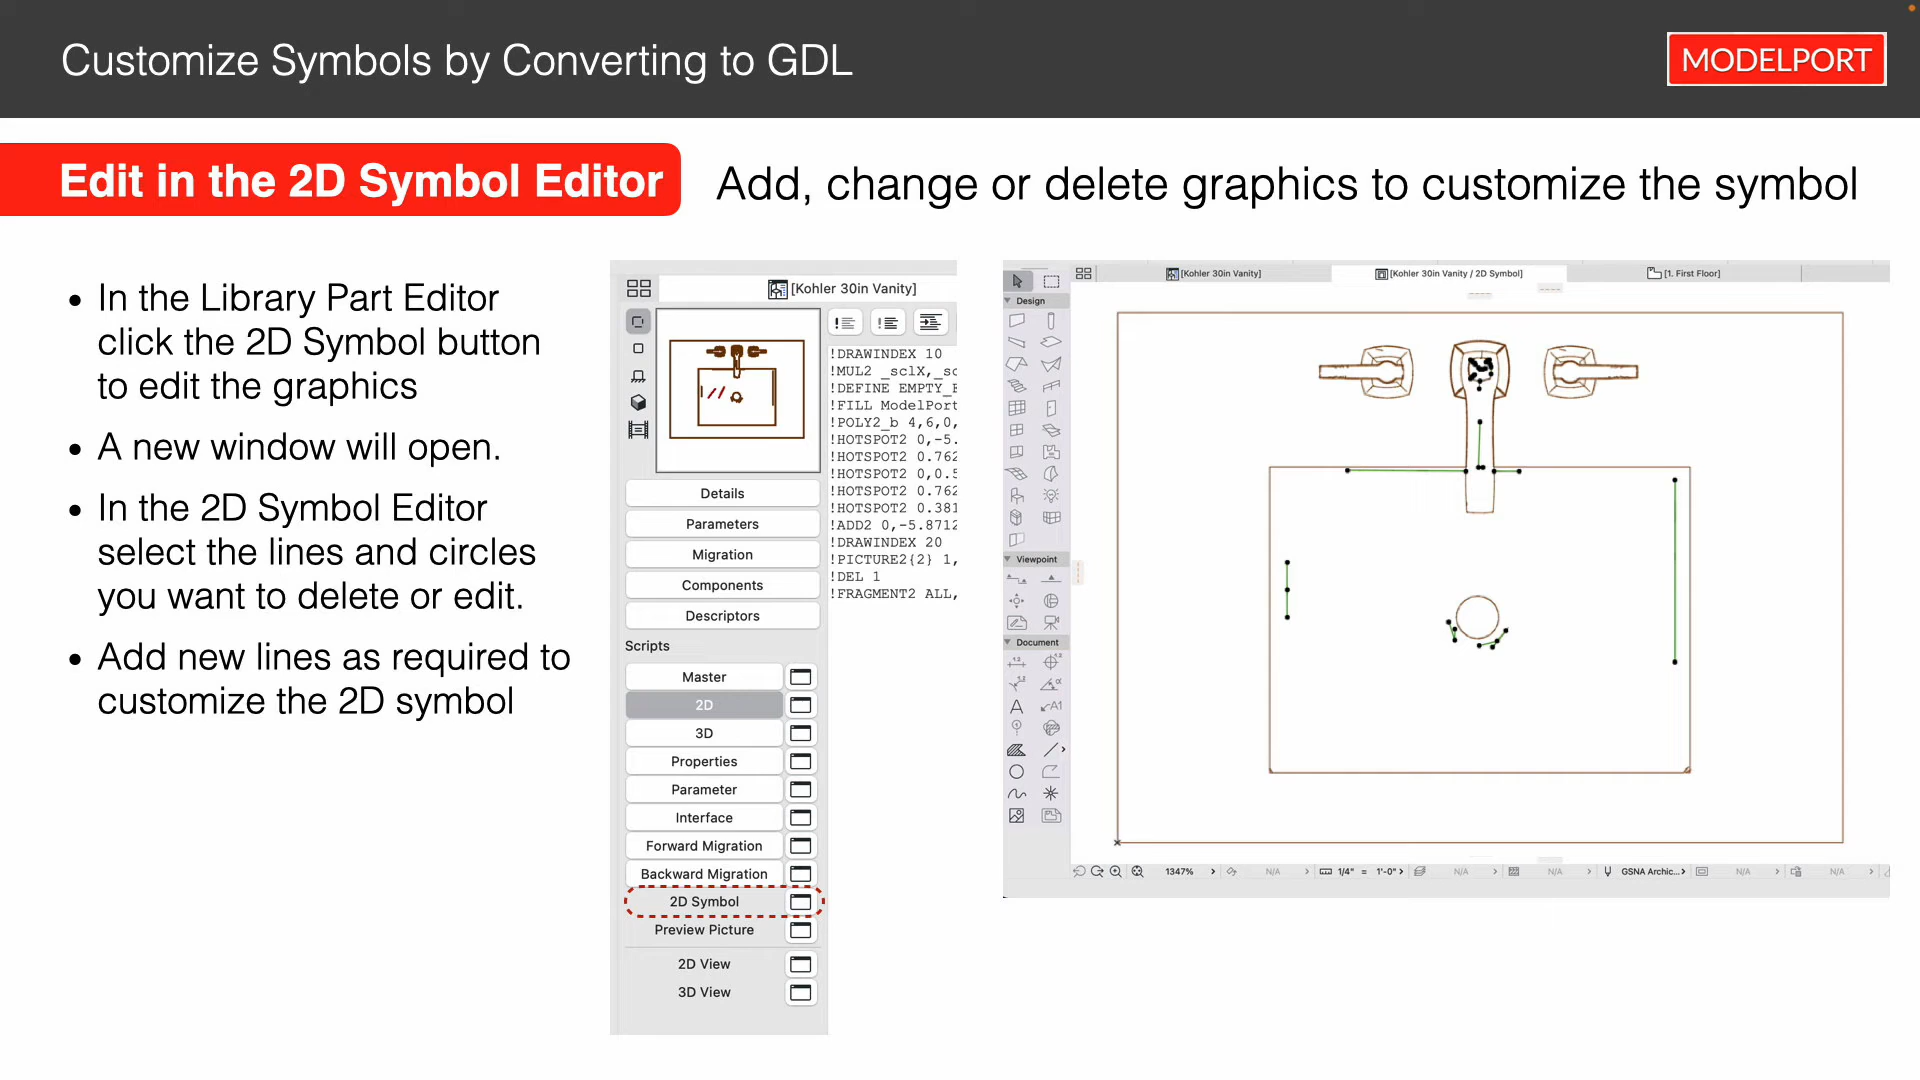 Customize Symbols by Converting to GDL
MODELPORT
Edit in the 2D Symbol Editor
Add, change or delete graphics to customize the symbol
• In the Library Part Editor
click the 2D Symbol button
to edit the graphics
• A new window will open.
• In the 2D Symbol Editor
select the lines and circles
you want to delete or edit.
• Add new lines as required to
customize the 2D symbol
[Kohler 30in Vanity]
!DRAWINDEX 10
!MUL2 _sclX,_sc
!DEFINE EMPTY_
!FILL ModelPort
!POLY2_b 4,6,0,
!HOTSPOT2 0,-5.
!HOTSPOT2 0.762
!HOTSPOT2 0,0.5
!HOTSPOT2 0.762
!HOTSPOT2 0.381
!ADD2 0,-5.8712
!DRAWINDEX 20
!PICTURE2{2} 1,
!DEL 1
!FRAGMENT2 ALL,
Details
Parameters
Migration
Components
Descriptors
Scripts
Master
2D
3D
Properties
Parameter
Interface
Forward Migration
Backward Migration
2D Symbol
Preview Picture
2D View
3D View
[Kohler 30in Vanity]
[Kohler 30in Vanity / 2D Symbol]
[1. First Floor]
Design
Viewpoint
Document
1347%
N/A
1/4" = 1'-0"
N/A
N/A
GSNA Archic...
N/A
N/A